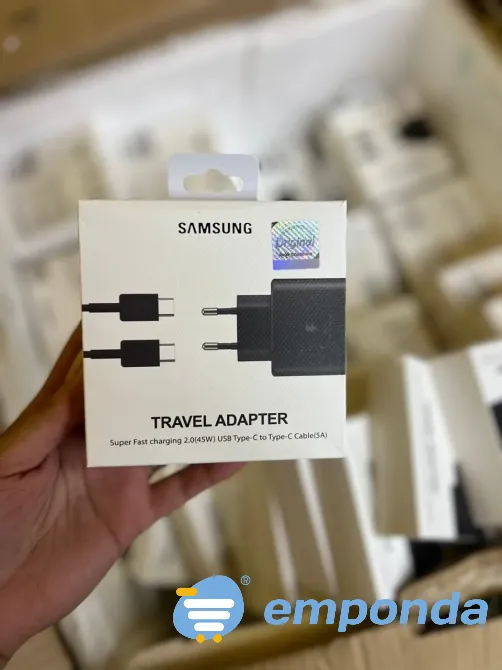 SAMSUNG
Original
TRAVEL ADAPTER
Super Fast charging 2.0(45W) USB Type-C to Type-C Cable(5A)
emponda®